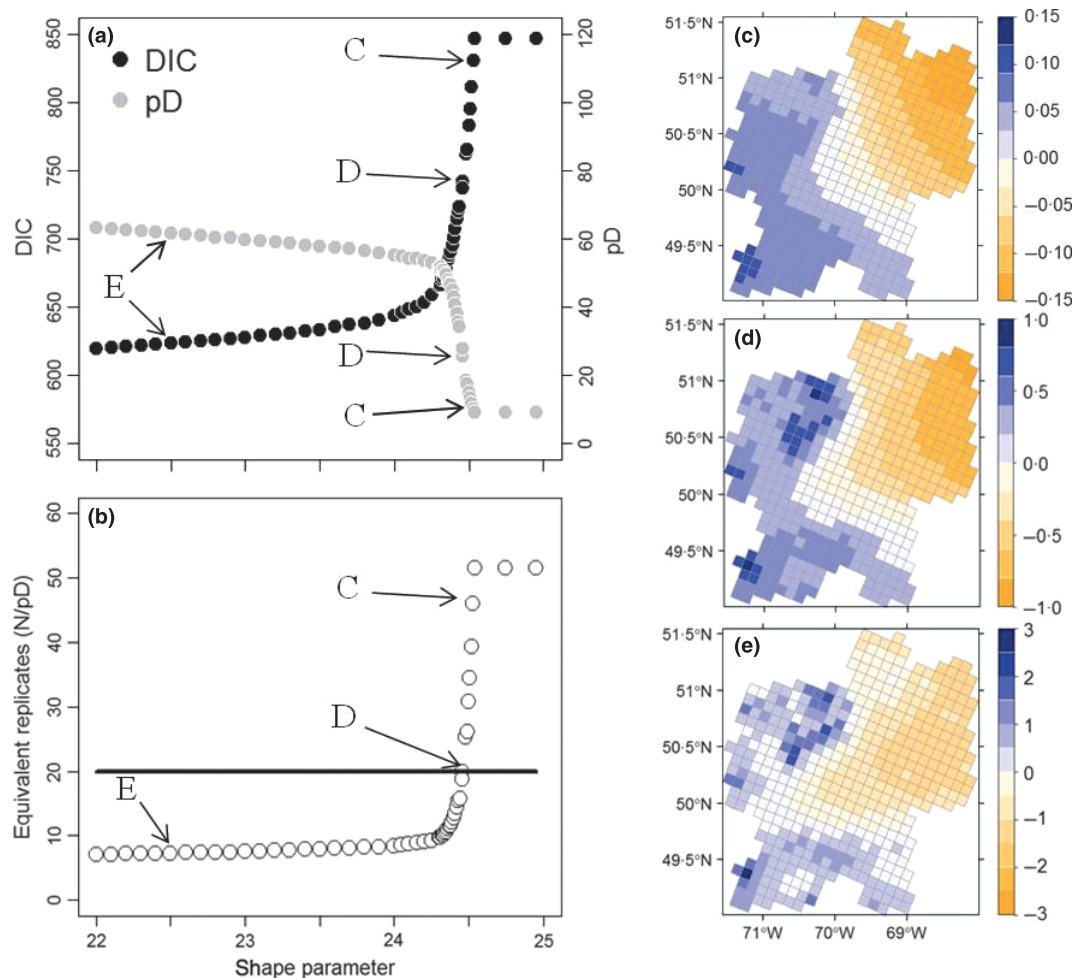 (a)
DIC
pD
C
D
E
D
C
850
800
750
700
650
600
550
DIC
120
100
80
60
40
20
0
pD
(b)
C
D
E
60
50
40
30
20
10
0
Equivalent replicates (N/pD)
22
23
24
25
Shape parameter
(c)
51·5°N
51°N
50·5°N
50°N
49·5°N
0·15
0·10
0·05
0·00
–0·05
–0·10
–0·15
(d)
51·5°N
51°N
50·5°N
50°N
49·5°N
1·0
0·5
0·0
–0·5
–1·0
(e)
51·5°N
51°N
50·5°N
50°N
49·5°N
3
2
1
0
–1
–2
–3
71°W
70°W
69°W